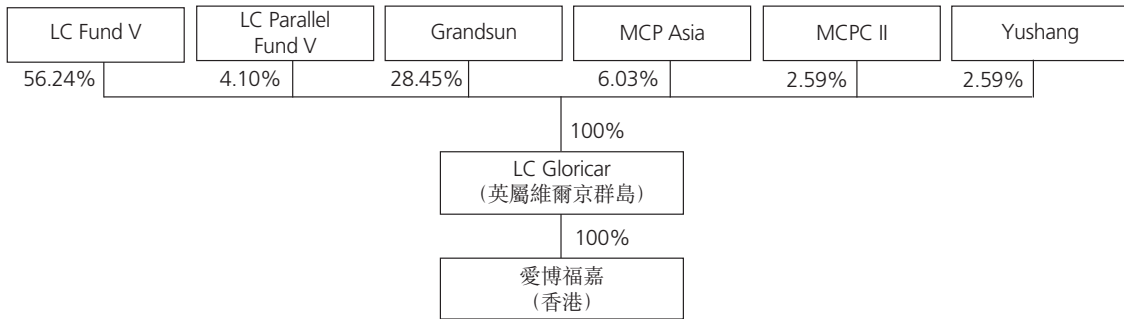 LC Fund V
LC Parallel
Fund V
Grandsun
MCP Asia
MCPC II
Yushang
56.24%
4.10%
28.45%
6.03%
2.59%
2.59%
100%
LC Gloricar
(英屬維爾京群島)
100%
愛博福嘉
(香港)